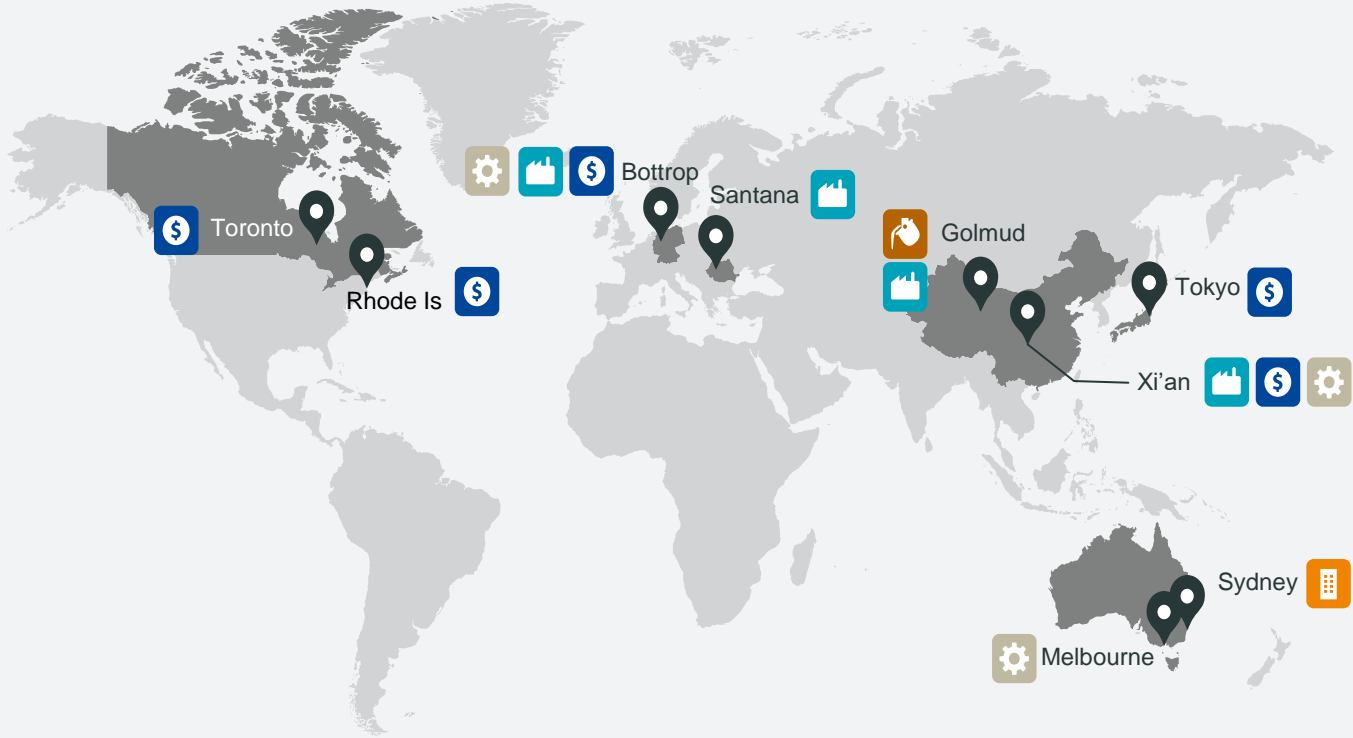 Bottrop
Santana
Toronto
Golmud
Rhode Is
Tokyo
Xi’an
Sydney
Melbourne